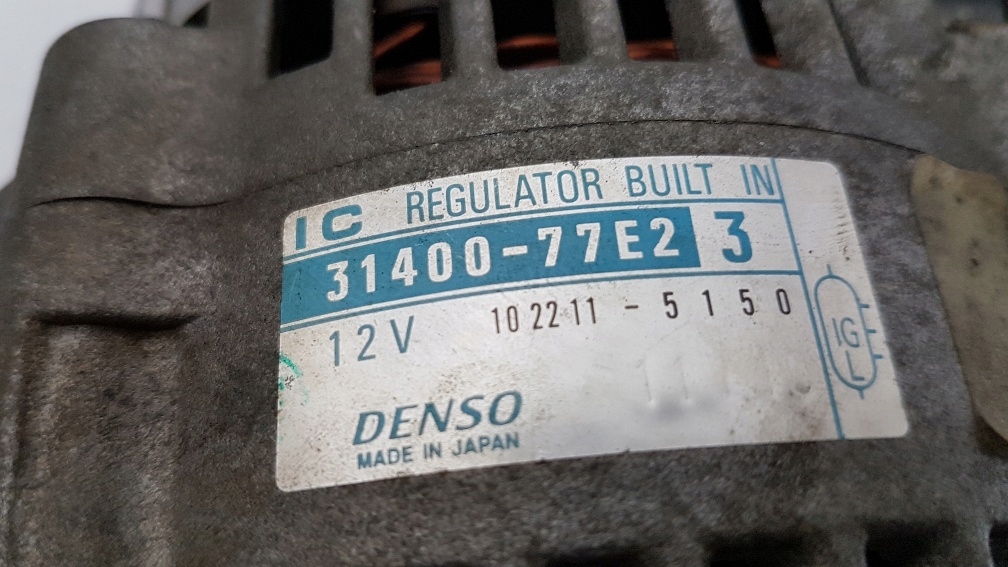 IC REGULATOR BUILT IN
31400-77E2 3
12V 102211-5150
DENSO
MADE IN JAPAN
IG
L